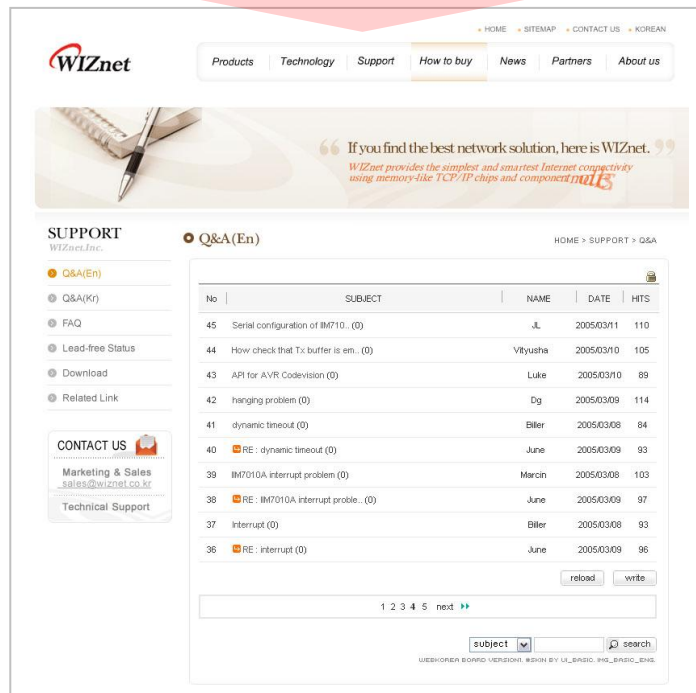 HOME SITEMAP CONTACT US KOREAN
WIZnet
Products Technology Support How to buy News Partners About us
If you find the best network solution, here is WIZnet.
WIZnet provides the simplest and smartest Internet connectivity
using memory-like TCP/IP chips and component
SUPPORT
WIZnet.Inc.
Q&A(En)
Q&A(Kr)
FAQ
Lead-free Status
Download
Related Link
CONTACT US
Marketing & Sales
sales@wiznet.co.kr
Technical Support
Q&A(En)
HOME > SUPPORT > Q&A
No SUBJECT NAME DATE HITS
45 Serial configuration of IIM710.. (0) JL 2005/03/11 110
44 How check that Tx buffer is em.. (0) Vityusha 2005/03/10 105
43 API for AVR Codevision (0) Luke 2005/03/10 89
42 hanging problem (0) Dg 2005/03/09 114
41 dynamic timeout (0) Biller 2005/03/08 84
40 RE : dynamic timeout (0) June 2005/03/09 93
39 IIM7010A interrupt problem (0) Marcin 2005/03/08 103
38 RE : IIM7010A interrupt proble.. (0) June 2005/03/09 97
37 Interrupt (0) Biller 2005/03/08 93
36 RE : interrupt (0) June 2005/03/09 96
reload write
1 2 3 4 5 next
subject search
WEBKOREA BOARD VERSION1. #SKIN BY UI_BASIC. IMG_BASIC_ENG.